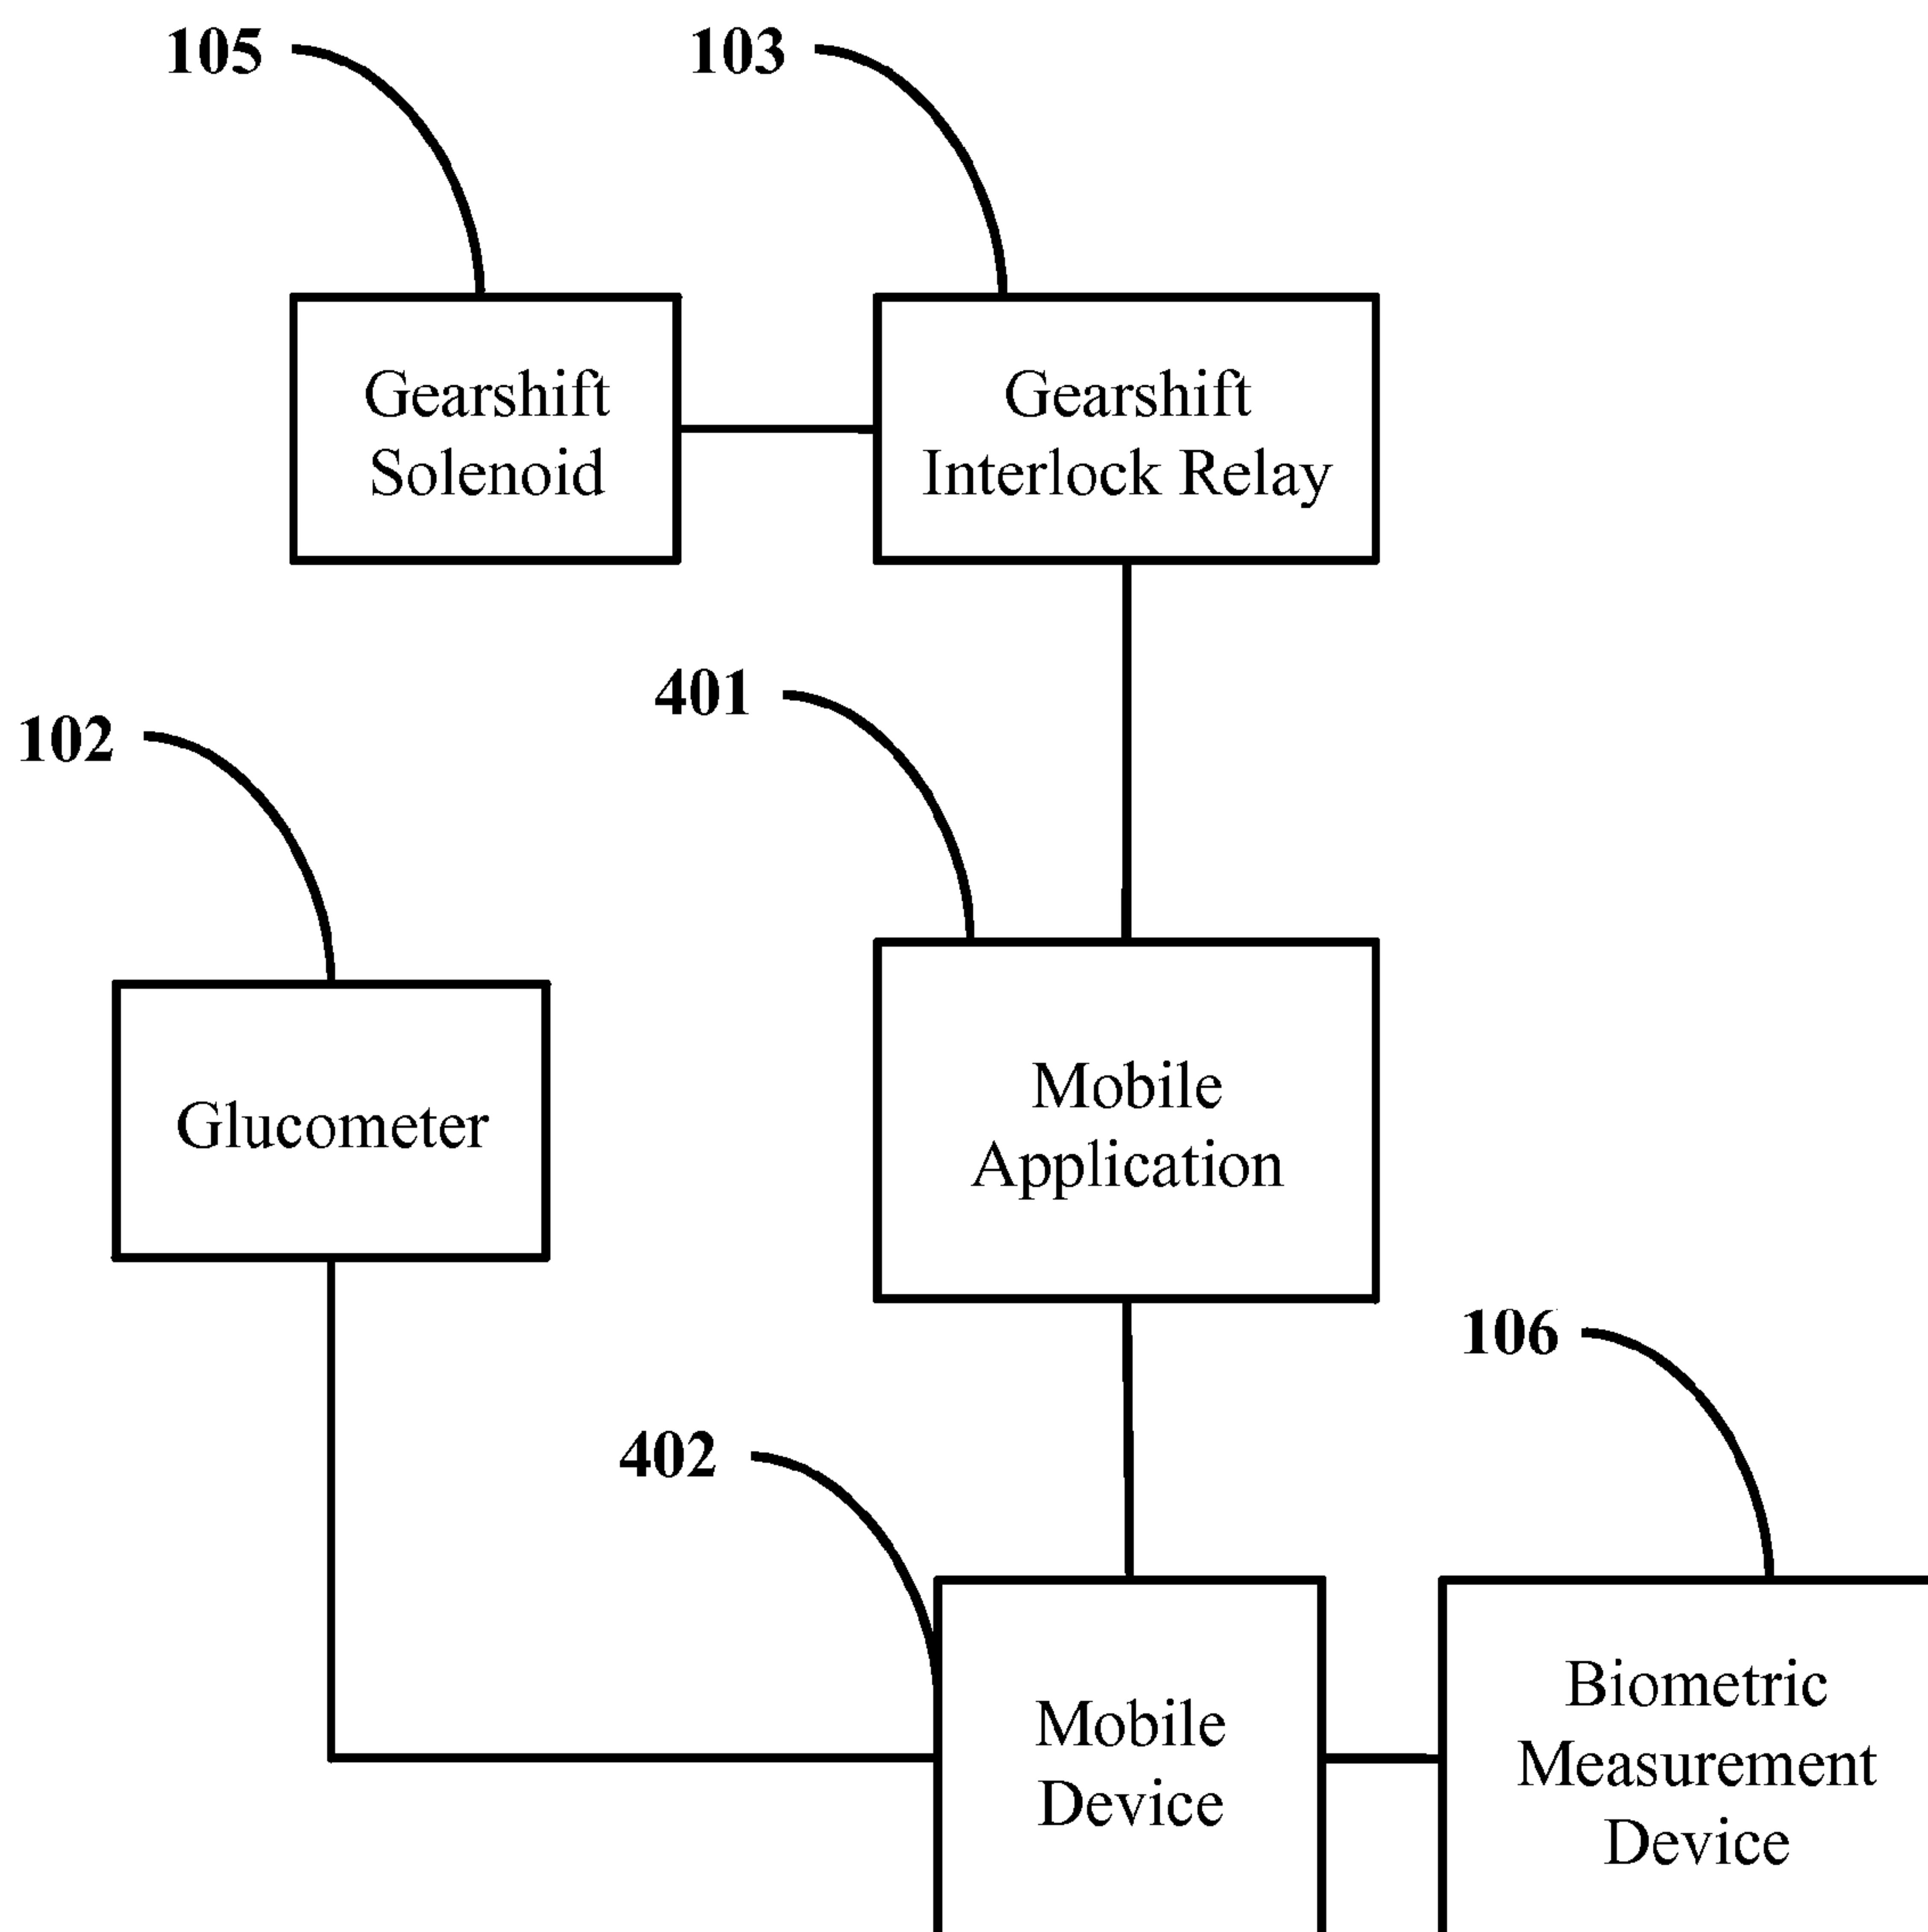 105
103
Gearshift
Solenoid
Gearshift
Interlock Relay
401
102
Mobile
Application
Glucometer
106
402
Mobile
Device
Biometric
Measurement
Device